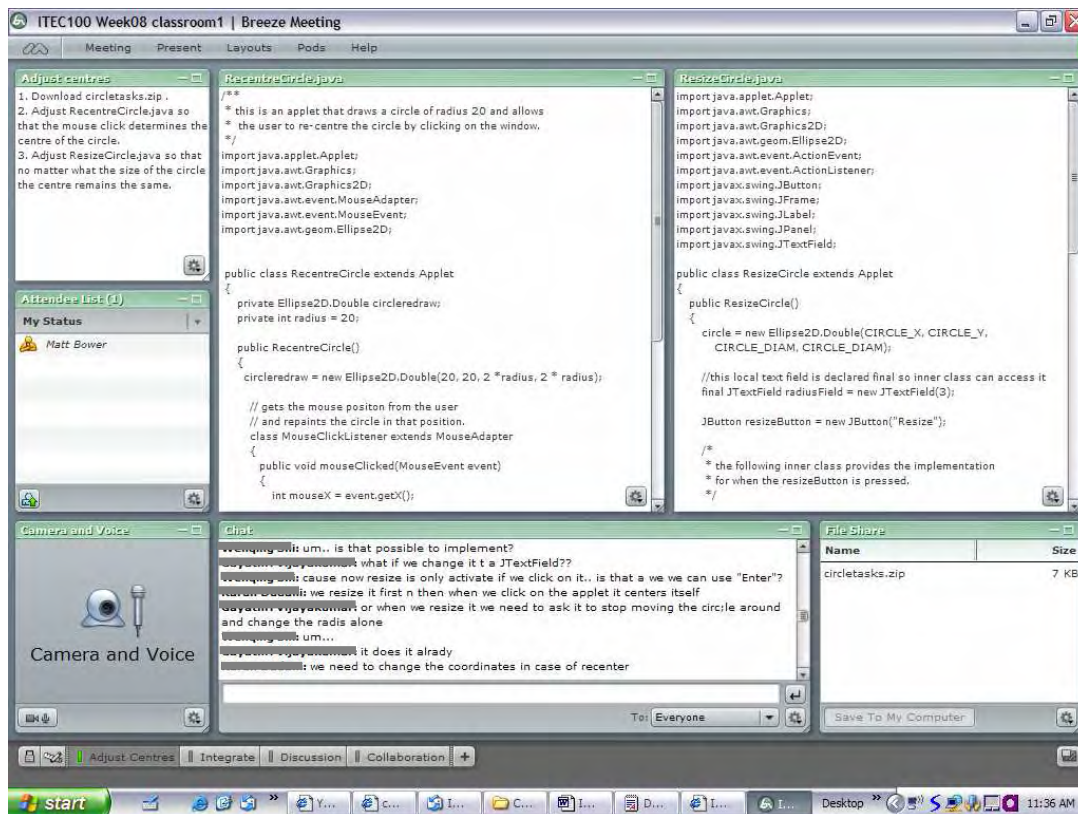 ITEC100 Week08 classroom1 | Breeze Meeting
Meeting Present Layouts Pods Help
Adjust centres
1. Download circletasks.zip .
2. Adjust RecentreCircle.java so
that the mouse click determines the
centre of the circle.
3. Adjust ResizeCircle.java so that
no matter what the size of the circle
the centre remains the same.
Attendee List (1)
My Status
Matt Bower
RecentreCircle.java
/**
* this is an applet that draws a circle of radius 20 and allows
* the user to re-centre the circle by clicking on the window.
*/
import java.applet.Applet;
import java.awt.Graphics;
import java.awt.Graphics2D;
import java.awt.event.MouseAdapter;
import java.awt.event.MouseEvent;
import java.awt.geom.Ellipse2D;
public class RecentreCircle extends Applet
{
private Ellipse2D.Double circleredraw;
private int radius = 20;
public RecentreCircle()
{
circleredraw = new Ellipse2D.Double(20, 20, 2 *radius, 2 * radius);
// gets the mouse positon from the user
// and repaints the circle in that position.
class MouseClickListener extends MouseAdapter
{
public void mouseClicked(MouseEvent event)
{
int mouseX = event.getX();
ResizeCircle.java
import java.applet.Applet;
import java.awt.Graphics;
import java.awt.Graphics2D;
import java.awt.geom.Ellipse2D;
import java.awt.event.ActionEvent;
import java.awt.event.ActionListener;
import javax.swing.JButton;
import javax.swing.JFrame;
import javax.swing.JLabel;
import javax.swing.JPanel;
import javax.swing.JTextField;
public class ResizeCircle extends Applet
{
public ResizeCircle()
{
circle = new Ellipse2D.Double(CIRCLE_X, CIRCLE_Y,
CIRCLE_DIAM, CIRCLE_DIAM);
//this local text field is declared final so inner class can access it
final JTextField radiusField = new JTextField(3);
JButton resizeButton = new JButton("Resize");
/*
* the following inner class provides the implementation
* for when the resizeButton is pressed.
*/
Camera and Voice
Camera and Voice
Chat
: um.. is that possible to implement?
what if we change it t a JTextField??
: cause now resize is only activate if we click on it.. is that a we we can use "Enter"?
: we resize it first n then when we click on the applet it centers itself
or when we resize it we need to ask it to stop moving the circ;le around
and change the radis alone
: um...
it does it alrady
: we need to change the coordinates in case of recenter
To: Everyone
File Share
Name Size
circletasks.zip 7 KB
Save To My Computer
Adjust Centres Integrate Discussion Collaboration +
start Y... c... I... C... I... D... I... I... Desktop 11:36 AM